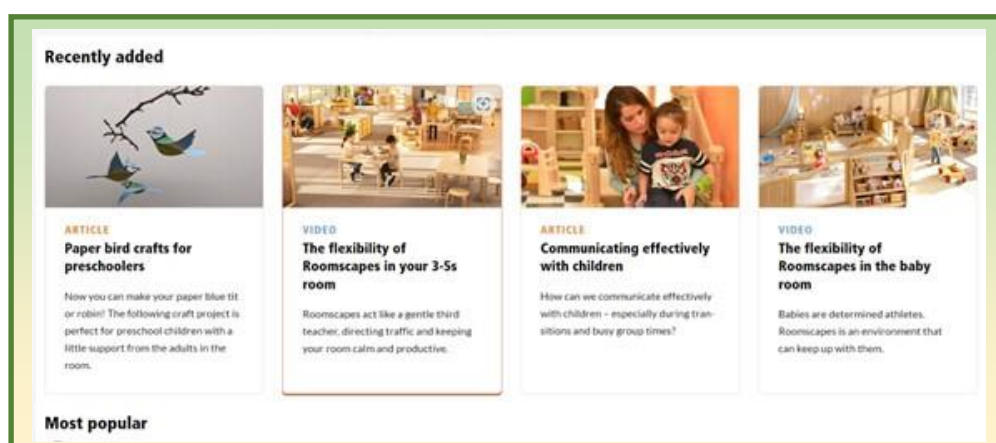 Recently added
ARTICLE
Paper bird crafts for
preschoolers
Now you can make your paper blue tit
or robin! The following craft project is
perfect for preschool children with a
little support from the adults in the
room.
VIDEO
The flexibility of
Roomscapes in your 3-5s
room
Roomscapes act like a gentle third
teacher, directing traffic and keeping
your room calm and productive.
ARTICLE
Communicating effectively
with children
How can we communicate effectively
with children – especially during tran-
sitions and busy group times?
VIDEO
The flexibility of
Roomscapes in the baby
room
Babies are determined athletes.
Roomscapes is an environment that
can keep up with them.
Most popular